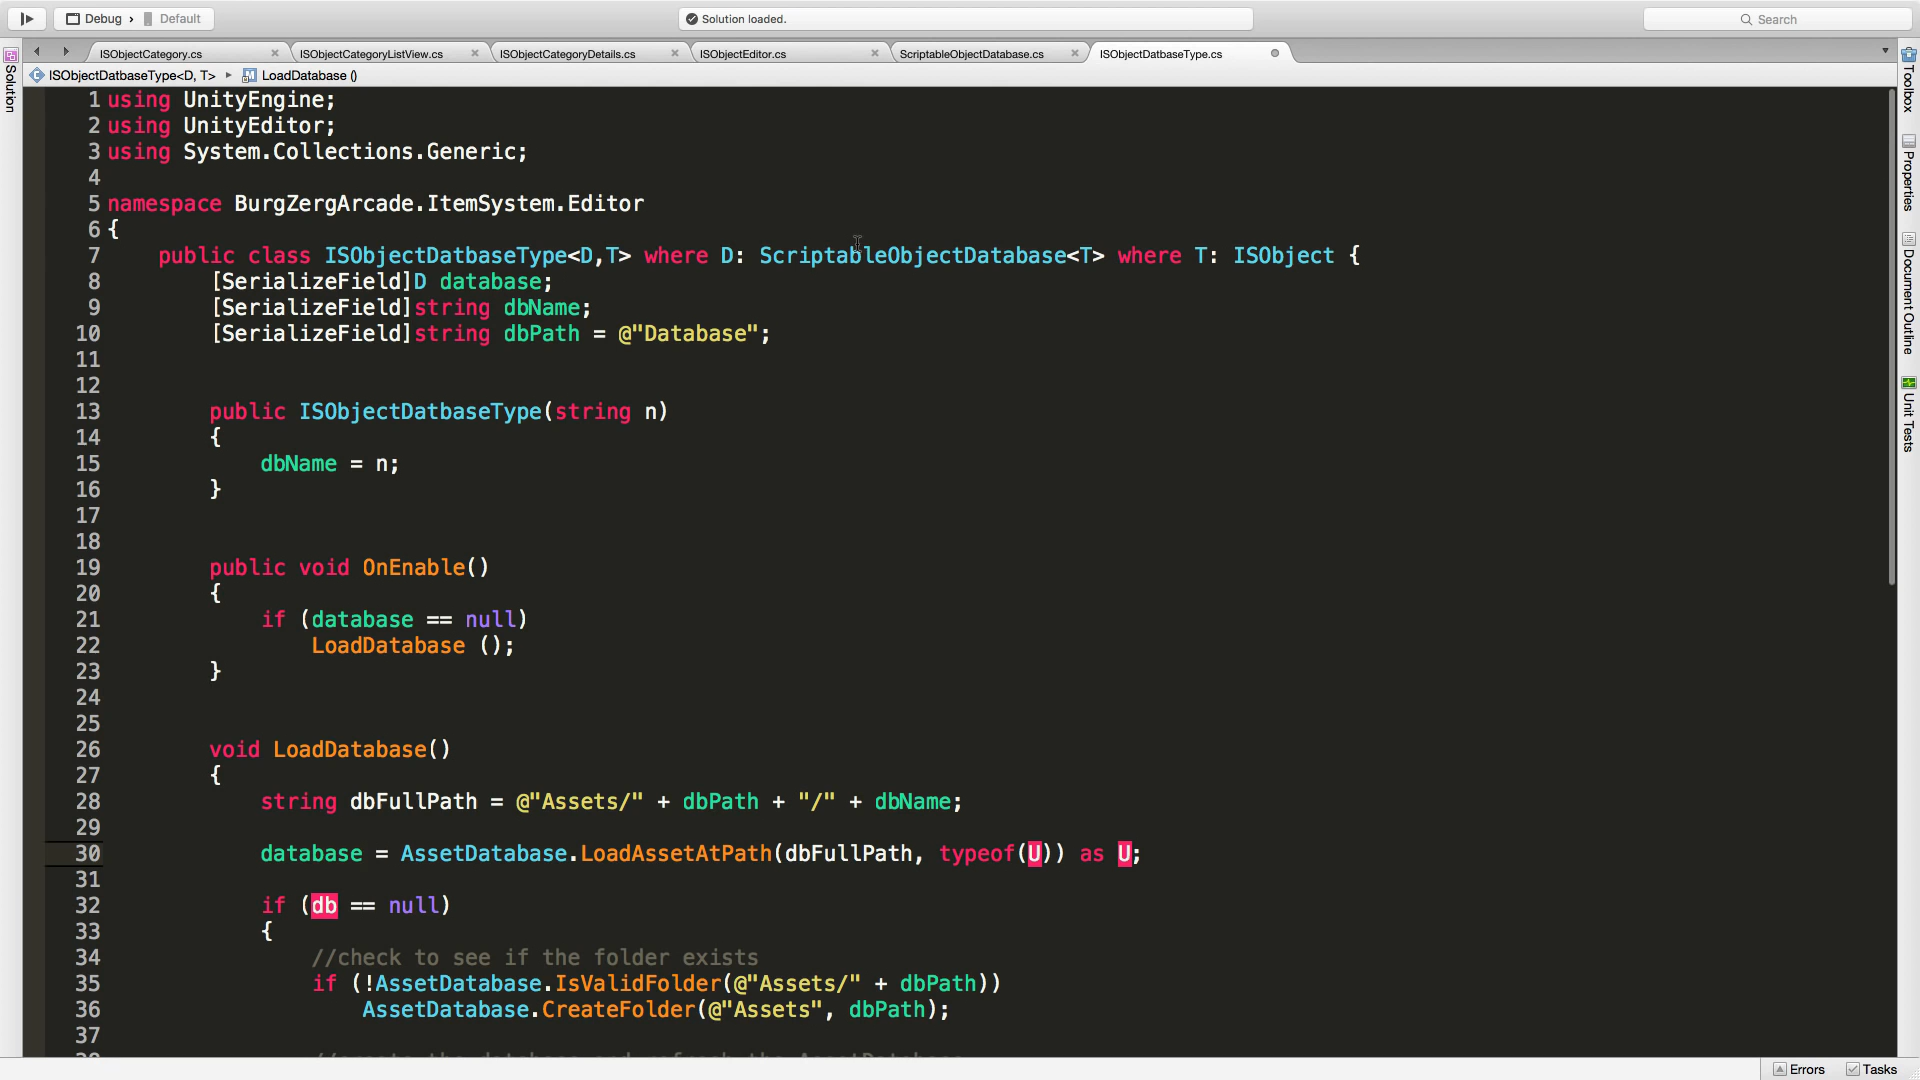 Debug › Default
Solution loaded.
Search
ISObjectCategory.cs
ISObjectCategoryListView.cs
ISObjectCategoryDetails.cs
ISObjectEditor.cs
ScriptableObjectDatabase.cs
ISObjectDatbaseType.cs
ISObjectDatbaseType<D, T> ▸ LoadDatabase ()
Solution
Toolbox
Properties
Document Outline
Unit Tests
1 using UnityEngine;
2 using UnityEditor;
3 using System.Collections.Generic;
4
5 namespace BurgZergArcade.ItemSystem.Editor
6 {
7 public class ISObjectDatbaseType<D,T> where D: ScriptableObjectDatabase<T> where T: ISObject {
8 [SerializeField]D database;
9 [SerializeField]string dbName;
10 [SerializeField]string dbPath = @"Database";
11
12
13 public ISObjectDatbaseType(string n)
14 {
15 dbName = n;
16 }
17
18
19 public void OnEnable()
20 {
21 if (database == null)
22 LoadDatabase ();
23 }
24
25
26 void LoadDatabase()
27 {
28 string dbFullPath = @"Assets/" + dbPath + "/" + dbName;
29
30 database = AssetDatabase.LoadAssetAtPath(dbFullPath, typeof(U)) as U;
31
32 if (db == null)
33 {
34 //check to see if the folder exists
35 if (!AssetDatabase.IsValidFolder(@"Assets/" + dbPath))
36 AssetDatabase.CreateFolder(@"Assets", dbPath);
37
Errors
Tasks